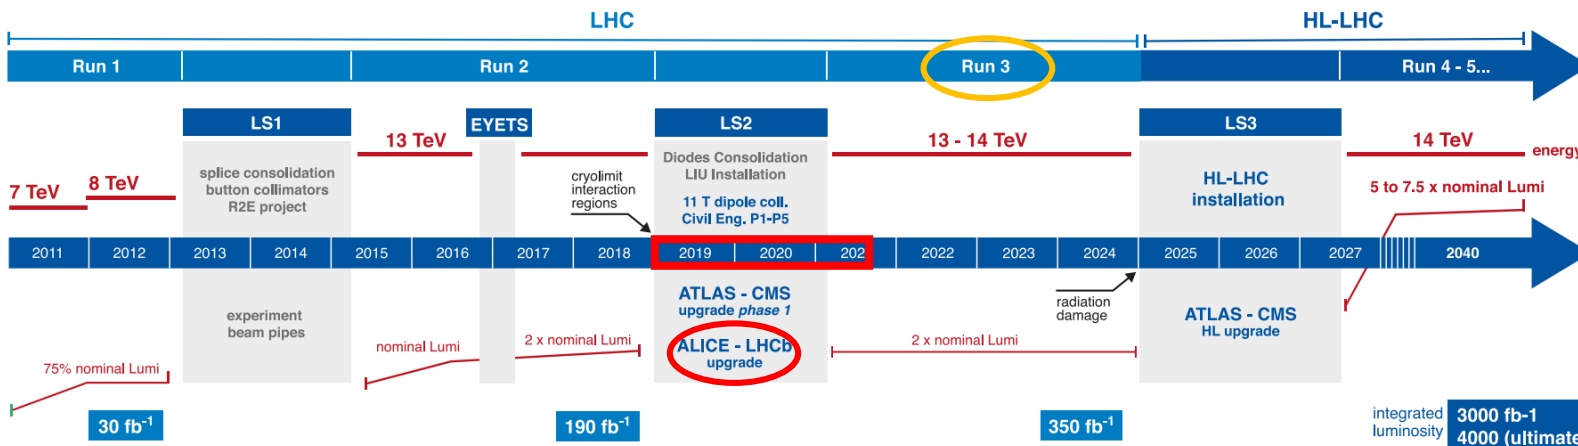 LHC
HL-LHC
Run 1
Run 2
Run 3
Run 4 - 5...
LS1
EYETS
LS2
LS3
7 TeV
8 TeV
13 TeV
13 - 14 TeV
14 TeV
energy
splice consolidation
button collimators
R2E project
cryolimit
interaction
regions
Diodes Consolidation
LIU Installation
11 T dipole coll.
Civil Eng. P1-P5
HL-LHC
installation
5 to 7.5 x nominal Lumi
2011
2012
2013
2014
2015
2016
2017
2018
2019
2020
202
2022
2023
2024
2025
2026
2027
2040
experiment
beam pipes
ATLAS - CMS
upgrade phase 1
ALICE - LHCb
upgrade
radiation
damage
ATLAS - CMS
HL upgrade
75% nominal Lumi
nominal Lumi
2 x nominal Lumi
2 x nominal Lumi
30 fb⁻¹
190 fb⁻¹
350 fb⁻¹
integrated
luminosity
3000 fb-1
4000 (ultimate